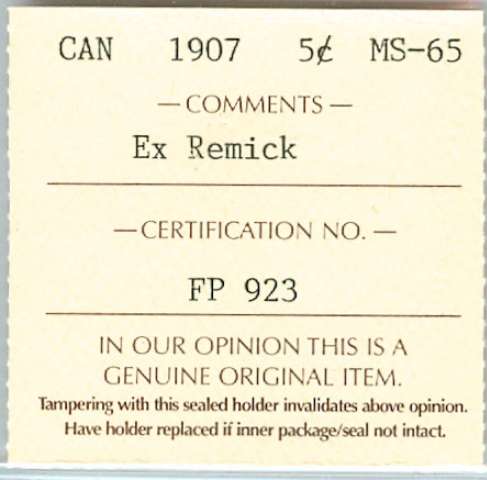 CAN 1907 5¢ MS-65
— COMMENTS —
Ex Remick
— CERTIFICATION NO. —
FP 923
IN OUR OPINION THIS IS A
GENUINE ORIGINAL ITEM.
Tampering with this sealed holder invalidates above opinion.
Have holder replaced if inner package/seal not intact.